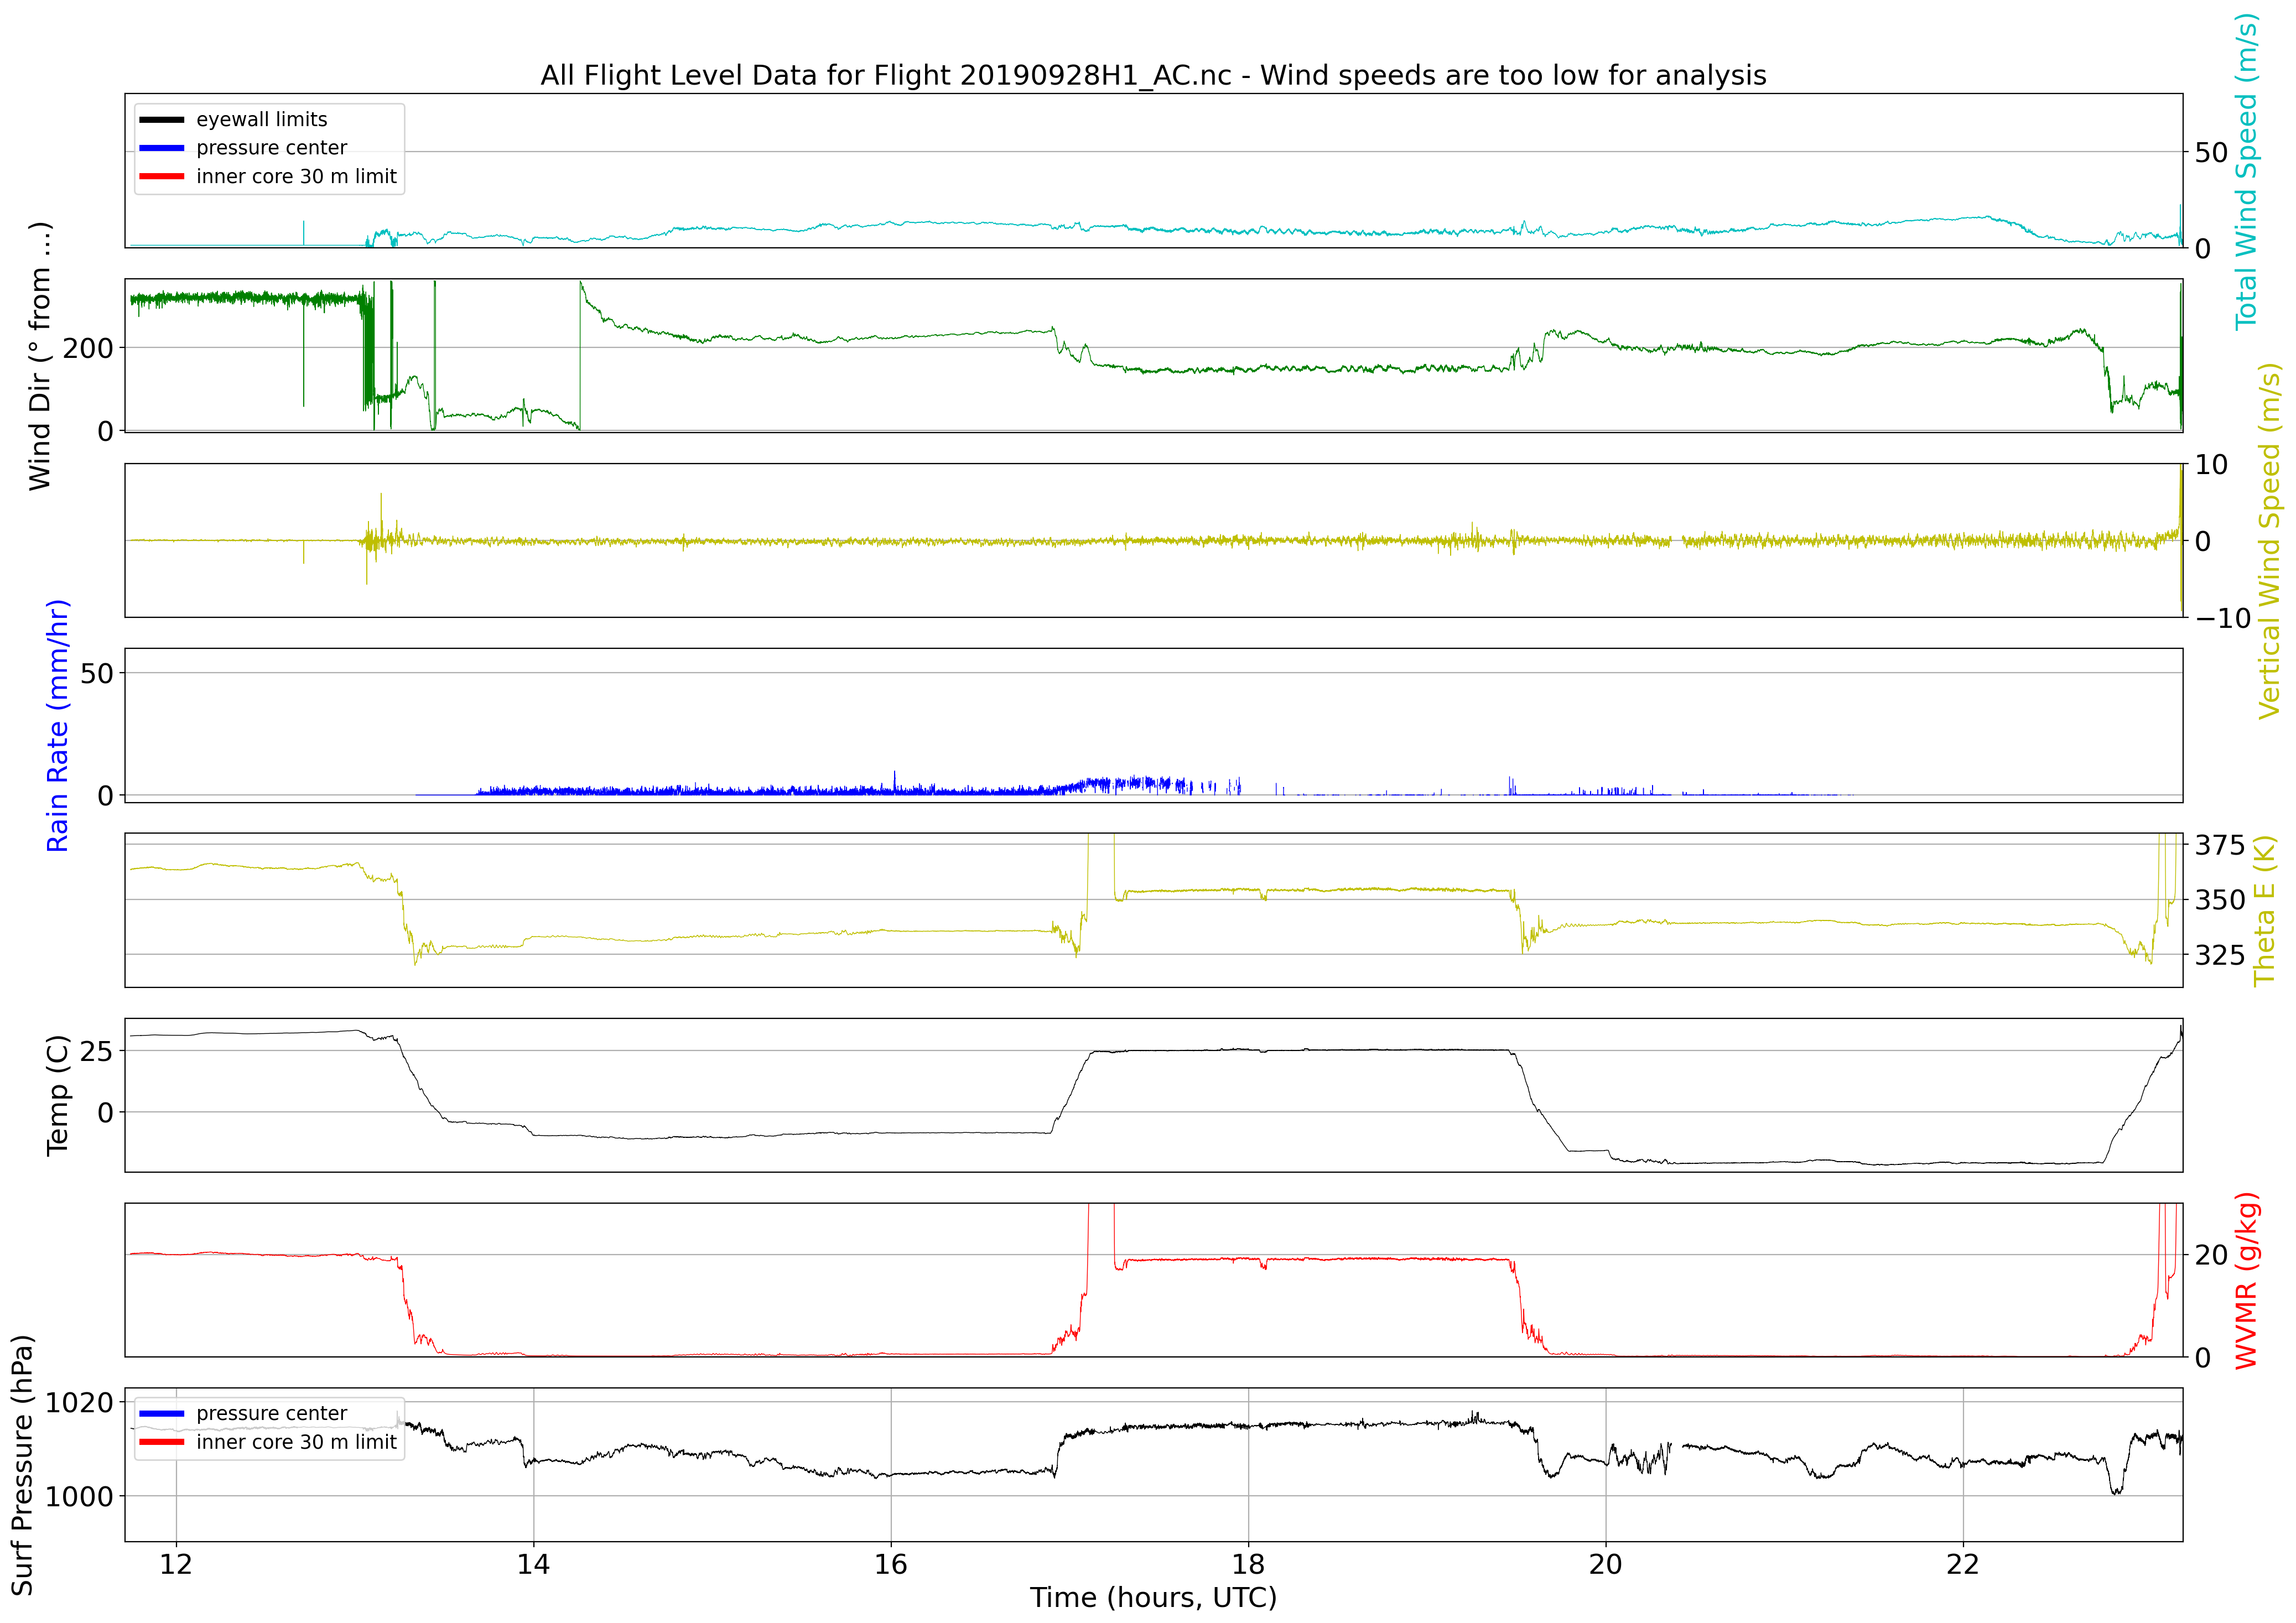 All Flight Level Data for Flight 20190928H1_AC.nc - Wind speeds are too low for analysis
eyewall limits
pressure center
inner core 30 m limit
50
0
Total Wind Speed (m/s)
Wind Dir (° from ...)
200
0
10
0
−10
Vertical Wind Speed (m/s)
Rain Rate (mm/hr)
50
0
375
350
325
Theta E (K)
Temp (C)
25
0
20
0
WVMR (g/kg)
Surf Pressure (hPa)
1020
1000
pressure center
inner core 30 m limit
12 14 16 18 20 22
Time (hours, UTC)